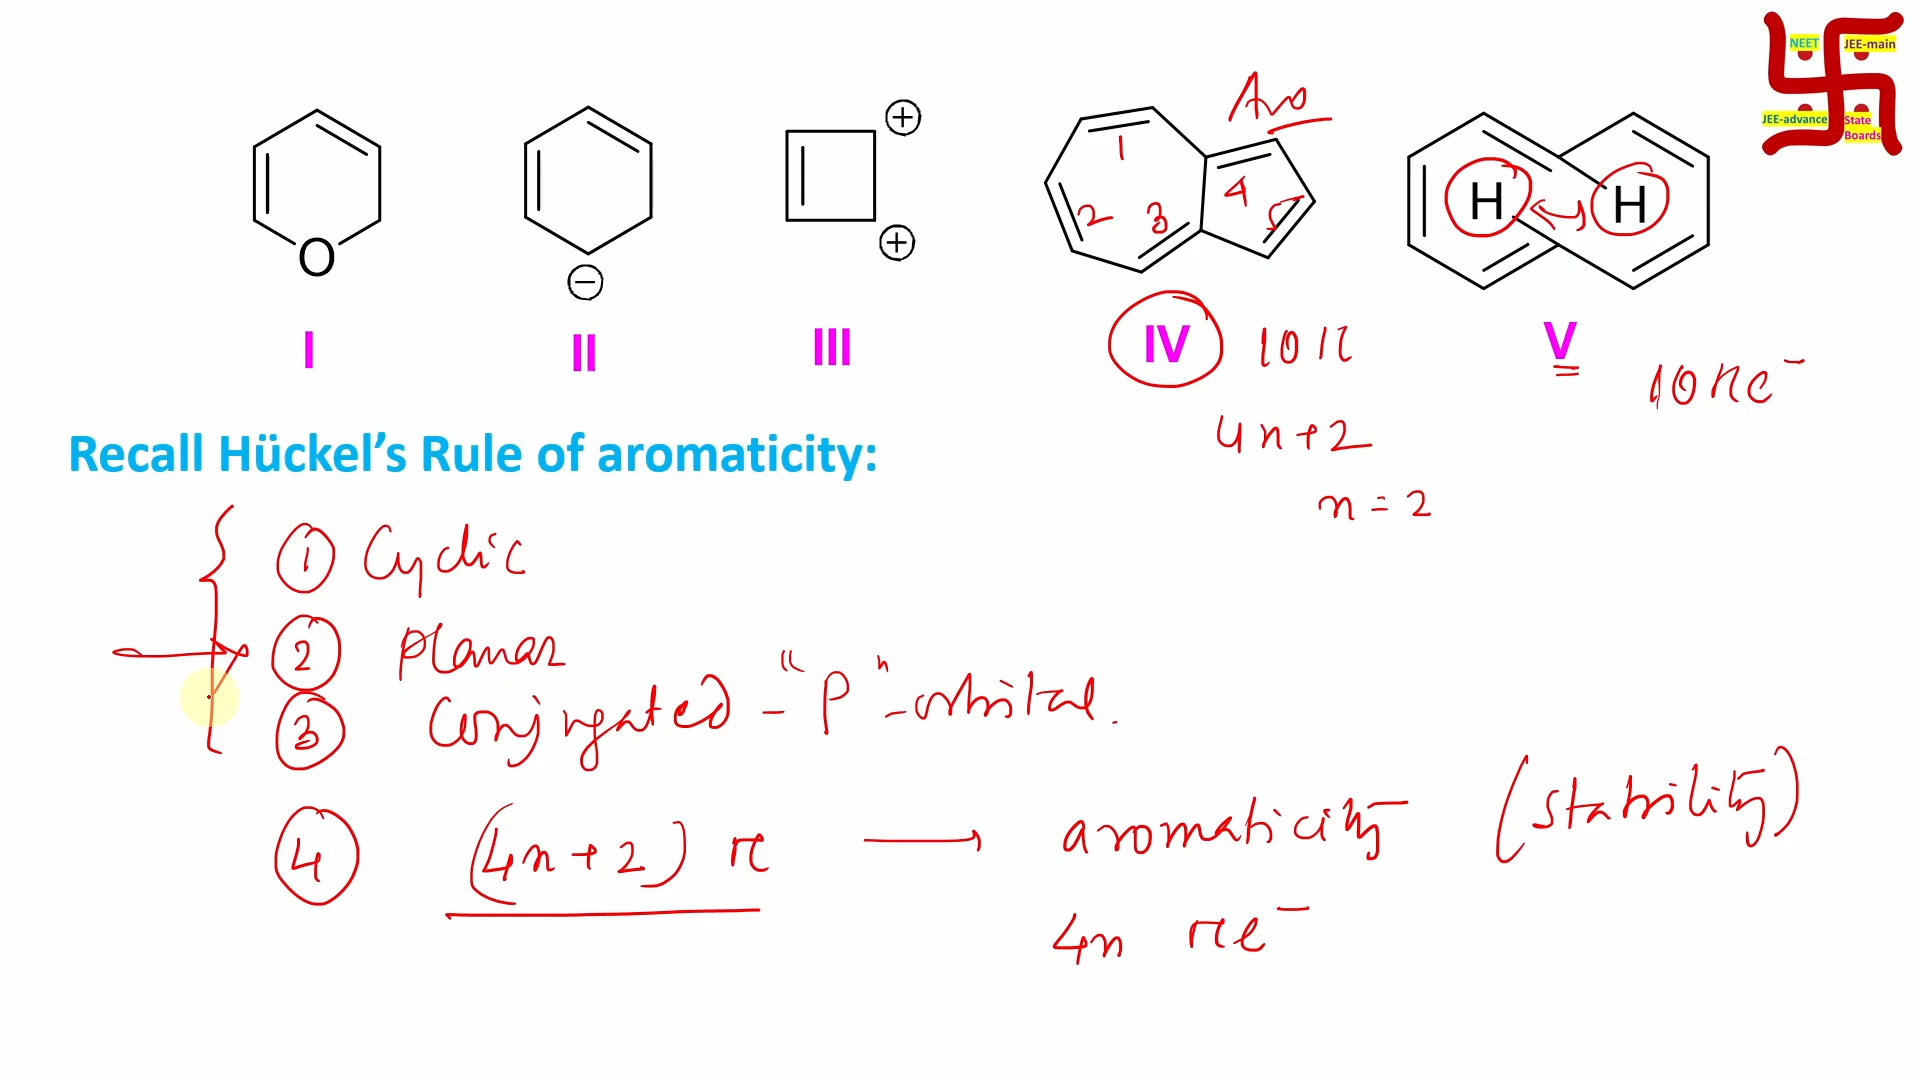 NEET JEE-main
JEE-advance State Boards
O
H H
Aro
1
2 3 4 5
I II III IV V
10 π
10 π e⁻
4n+2
n = 2
Recall Hückel’s Rule of aromaticity:
① Cyclic
② Planar
③ Conjugated - "P" - orbital.
④ (4n+2) π → aromaticity (stability)
4n πe⁻